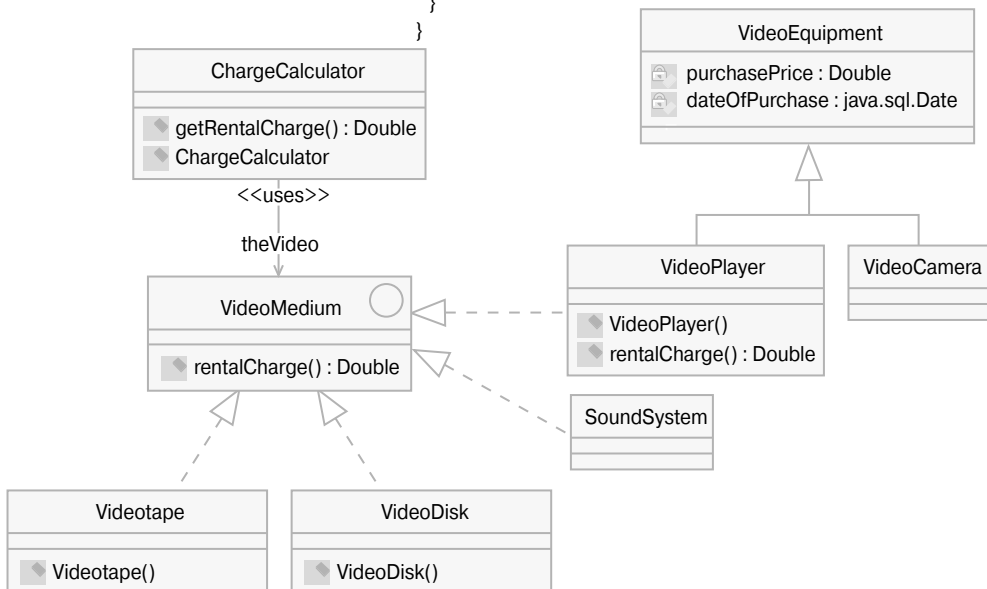 }
}
ChargeCalculator
getRentalCharge() : Double
ChargeCalculator
<<uses>>
theVideo
VideoMedium
rentalCharge() : Double
VideoEquipment
purchasePrice : Double
dateOfPurchase : java.sql.Date
VideoPlayer
VideoPlayer()
rentalCharge() : Double
VideoCamera
SoundSystem
Videotape
Videotape()
VideoDisk
VideoDisk()